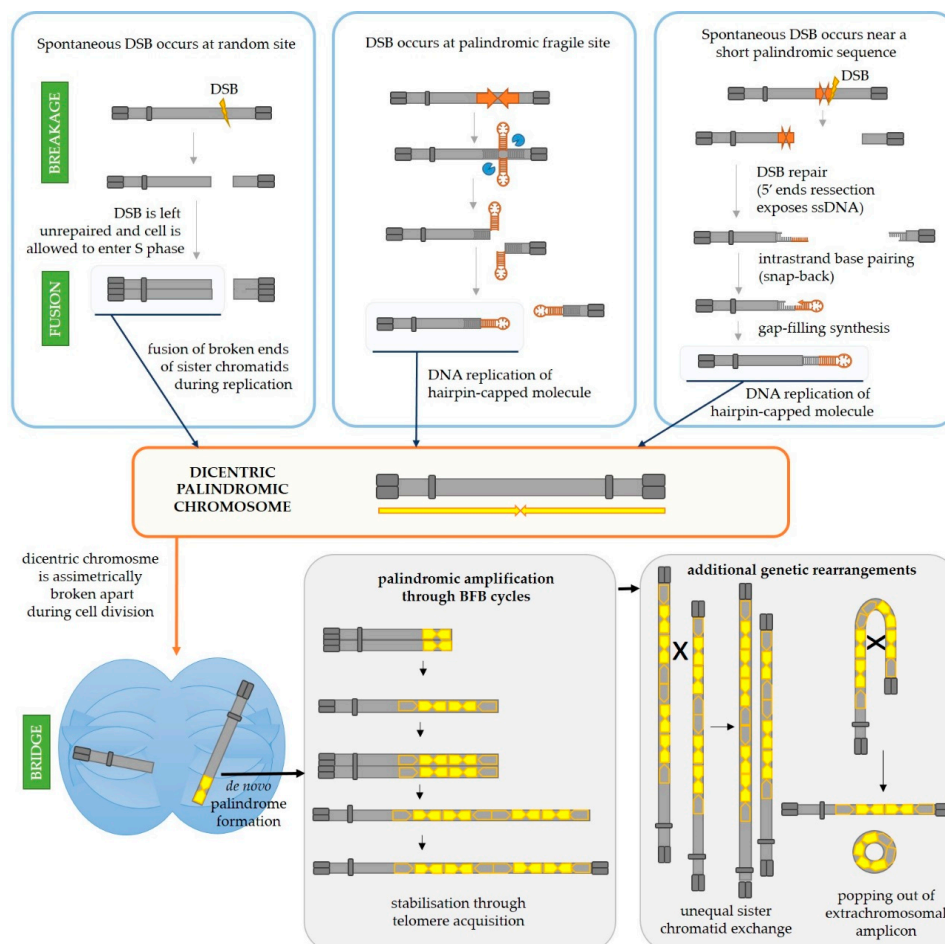 Spontaneous DSB occurs at random site
BREAKAGE
DSB
DSB is left
unrepaired and cell is
allowed to enter S phase
FUSION
fusion of broken ends
of sister chromatids
during replication
DSB occurs at palindromic fragile site
DNA replication of
hairpin-capped molecule
Spontaneous DSB occurs near a
short palindromic sequence
DSB
DSB repair
(5' ends ressection
exposes ssDNA)
intrastrand base pairing
(snap-back)
gap-filling synthesis
DNA replication of
hairpin-capped molecule
DICENTRIC
PALINDROMIC
CHROMOSOME
dicentric chromosme
is assimetrically
broken apart
during cell division
BRIDGE
de novo
palindrome
formation
palindromic amplification
through BFB cycles
stabilisation through
telomere acquisition
additional genetic rearrangements
X
X
unequal sister
chromatid exchange
popping out of
extrachromosomal
amplicon